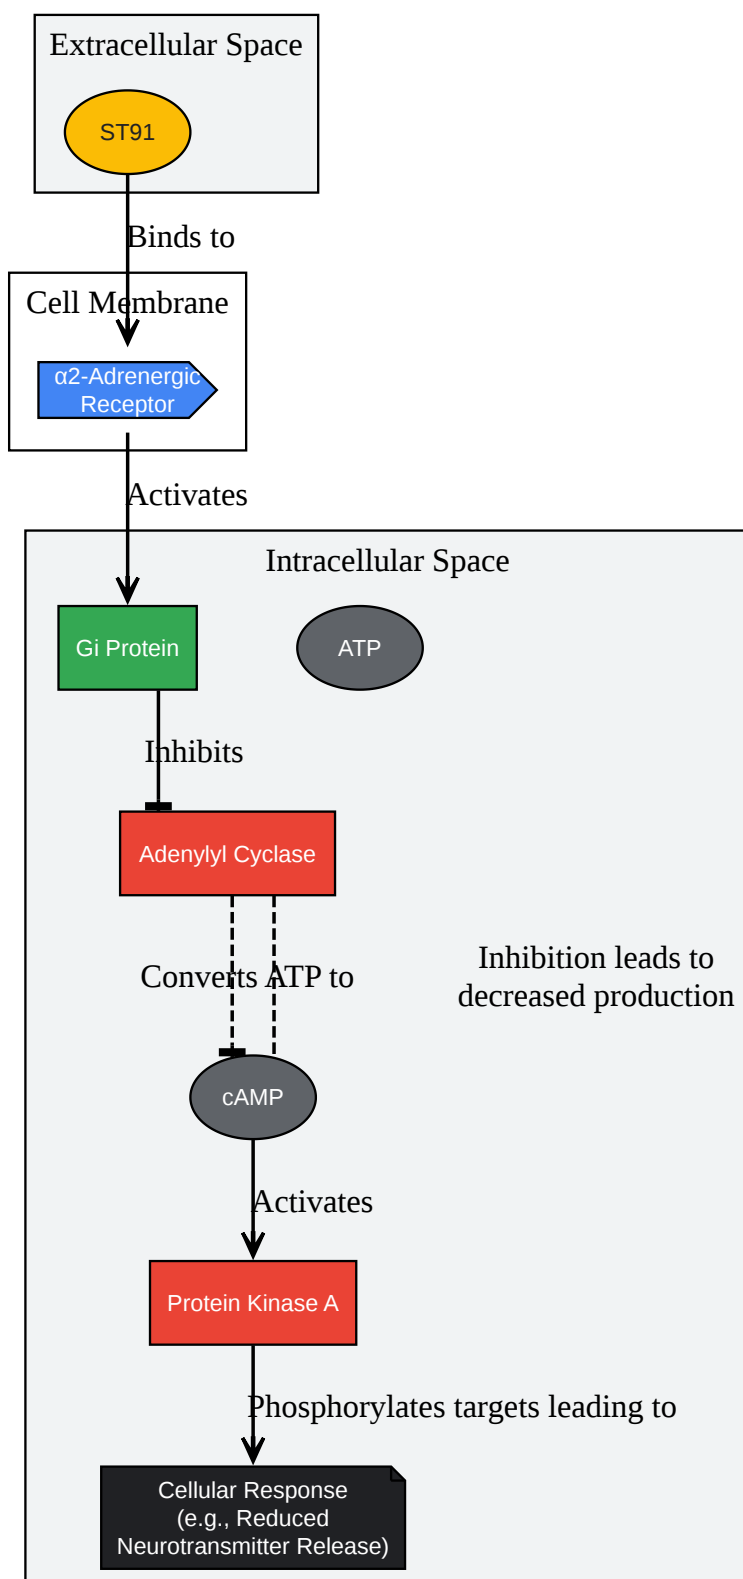 Extracellular Space
ST91
Binds to
Cell Membrane
α2-Adrenergic
Receptor
Activates
Intracellular Space
Gi Protein
ATP
Inhibits
Adenylyl Cyclase
Converts ATP to
Inhibition leads to
decreased production
cAMP
Activates
Protein Kinase A
Phosphorylates targets leading to
Cellular Response
(e.g., Reduced
Neurotransmitter Release)